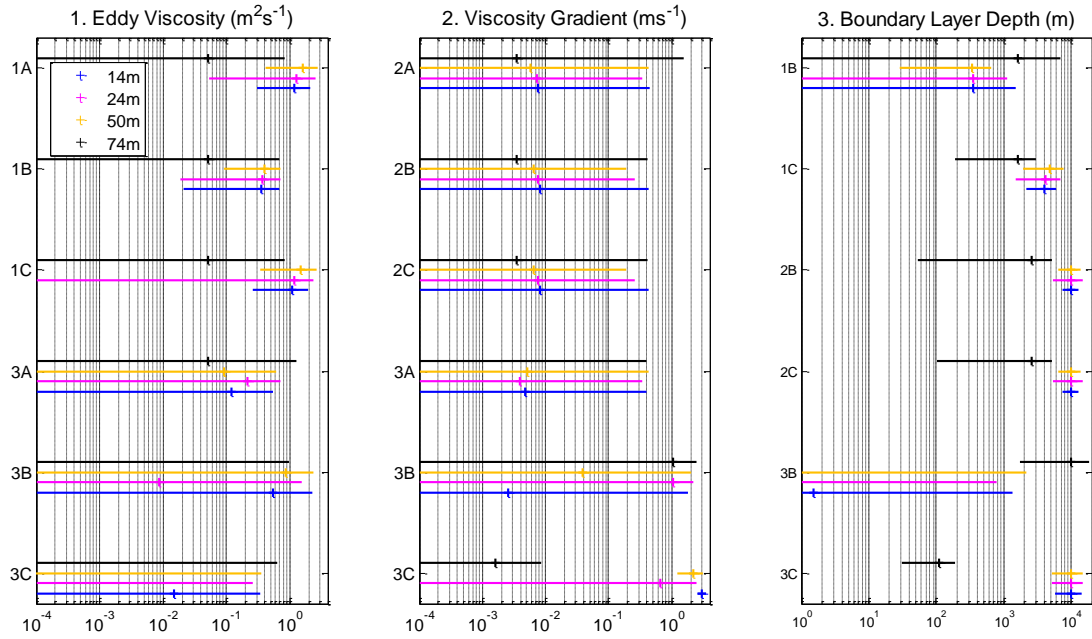 1. Eddy Viscosity (m²s⁻¹)
2. Viscosity Gradient (ms⁻¹)
3. Boundary Layer Depth (m)
1A
14m
24m
50m
74m
1B
1C
3A
3B
3C
10⁻⁴ 10⁻³ 10⁻² 10⁻¹ 10⁰
2A
2B
2C
3A
3B
3C
10⁻⁴ 10⁻³ 10⁻² 10⁻¹ 10⁰
1B
1C
2B
2C
3B
3C
10⁰ 10¹ 10² 10³ 10⁴